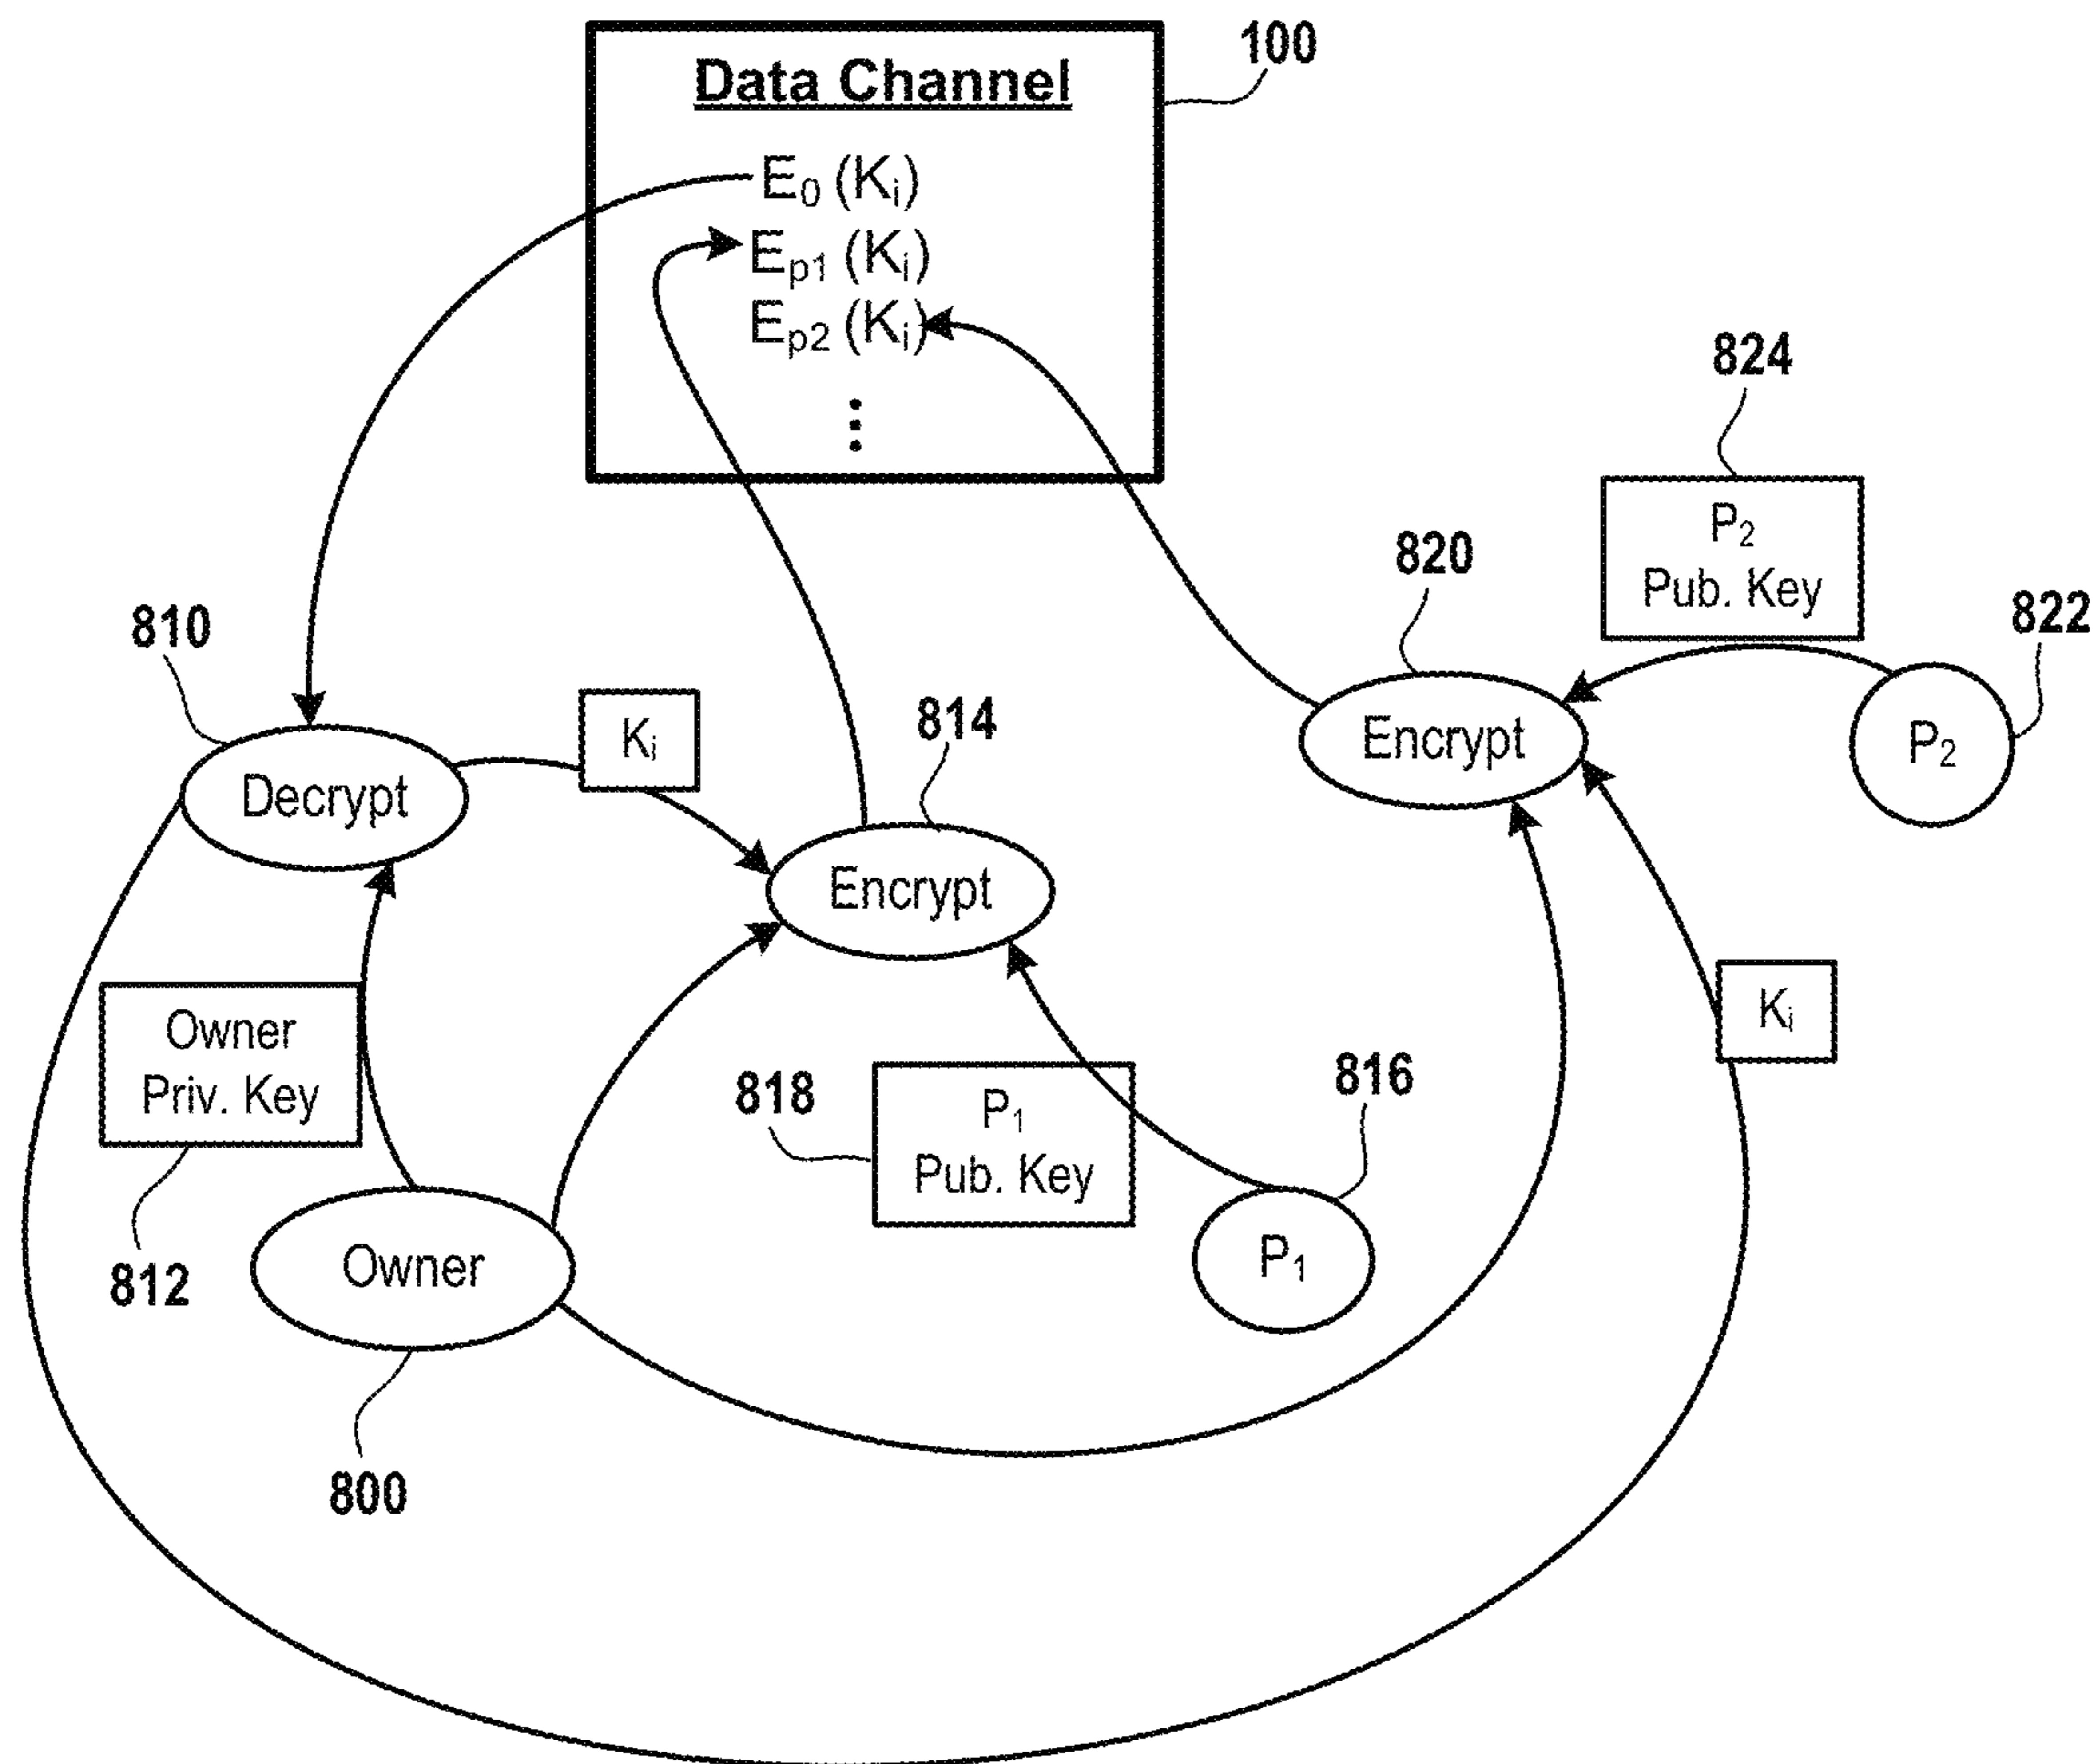 100
Data Channel
E₀ (Kᵢ)
Eₚ₁ (Kᵢ)
Eₚ₂ (Kᵢ)
⋮
824
P₂
Pub. Key
820
822
810
Kᵢ
814
Encrypt
P₂
Decrypt
Encrypt
Owner
Priv. Key
Kᵢ
818
P₁
Pub. Key
816
812
Owner
P₁
800